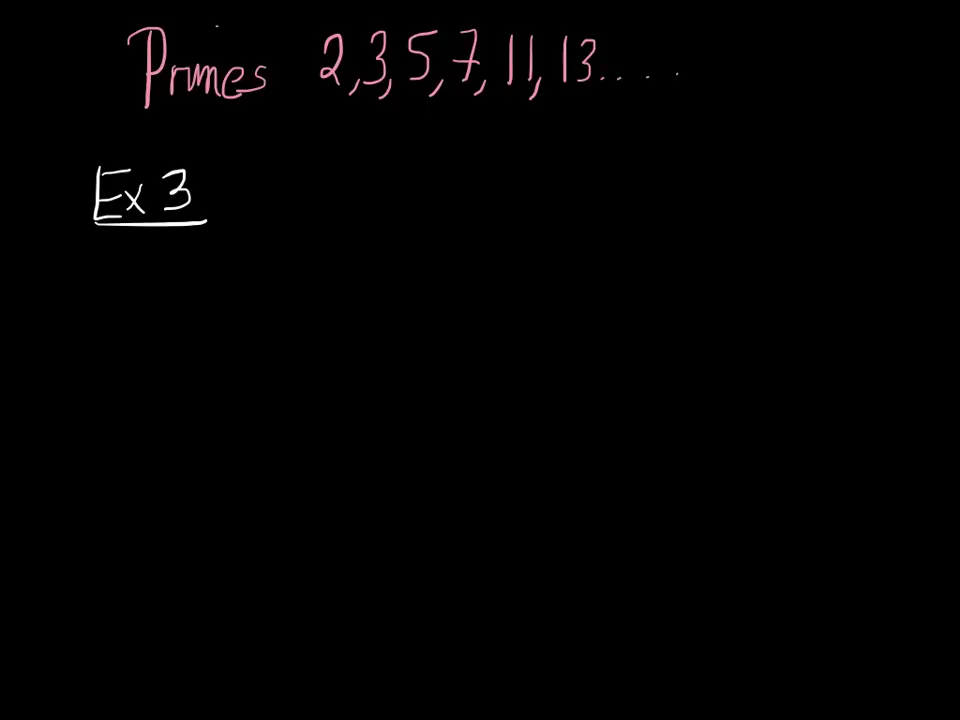 Primes 2, 3, 5, 7, 11, 13.....
Ex 3